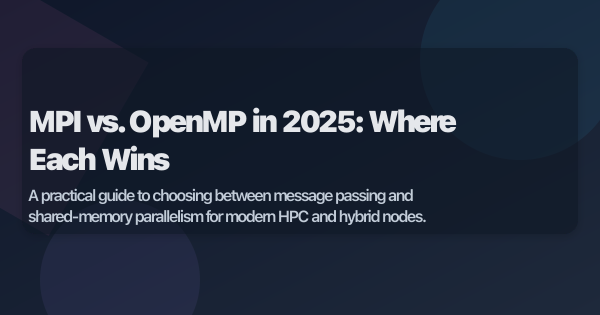 MPI vs. OpenMP in 2025: Where
Each Wins
A practical guide to choosing between message passing and
shared-memory parallelism for modern HPC and hybrid nodes.